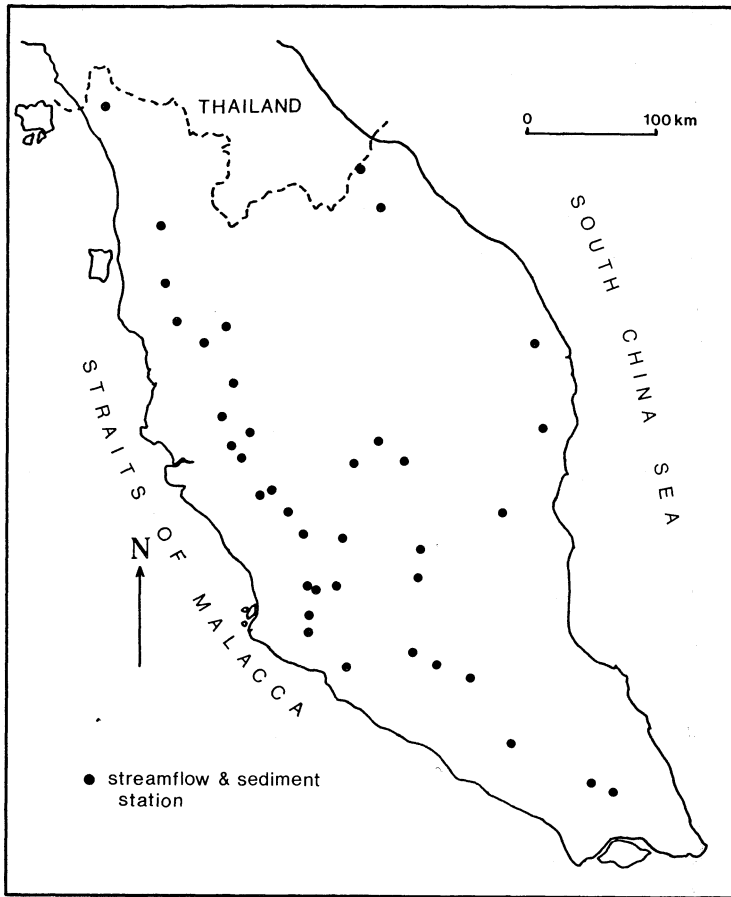 THAILAND
0 100 km
SOUTH CHINA SEA
STRAITS OF MALACCA
N
streamflow & sediment
station